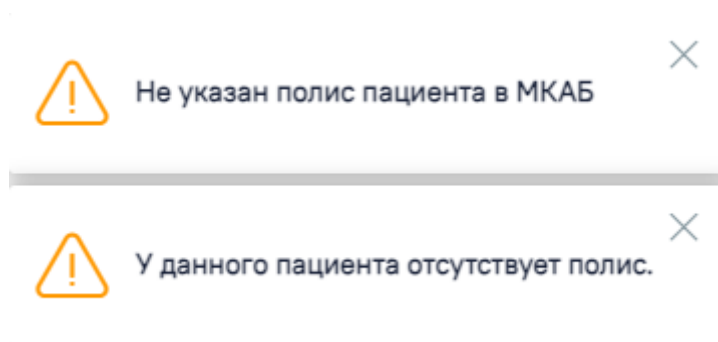 Не указан полис пациента в МКАБ
У данного пациента отсутствует полис.